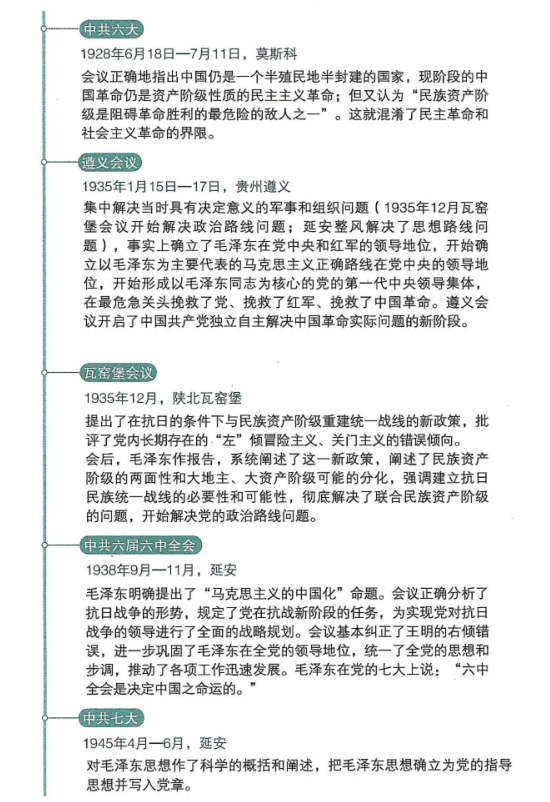 中共六大
1928年6月18日—7月11日，莫斯科
会议正确地指出中国仍是一个半殖民地半封建的国家，现阶段的中
国革命仍是资产阶级性质的民主主义革命；但又认为“民族资产阶
级是阻碍革命胜利的最危险的敌人之一”。这就混淆了民主革命和
社会主义革命的界限。
遵义会议
1935年1月15日—17日，贵州遵义
集中解决当时具有决定意义的军事和组织问题（1935年12月瓦窑
堡会议开始解决政治路线问题；延安整风解决了思想路线问
题），事实上确立了毛泽东在党中央和红军的领导地位，开始确
立以毛泽东为主要代表的马克思主义正确路线在党中央的领导地
位，开始形成以毛泽东同志为核心的党的第一代中央领导集体，
在最危急关头挽救了党、挽救了红军、挽救了中国革命。遵义会
议开启了中国共产党独立自主解决中国革命实际问题的新阶段。
瓦窑堡会议
1935年12月，陕北瓦窑堡
提出了在抗日的条件下与民族资产阶级重建统一战线的新政策，批
评了党内长期存在的“左”倾冒险主义、关门主义的错误倾向。
会后，毛泽东作报告，系统阐述了这一新政策，阐述了民族资产
阶级的两面性和大地主、大资产阶级可能的分化，强调建立抗日
民族统一战线的必要性和可能性，彻底解决了联合民族资产阶级
的问题，开始解决党的政治路线问题。
中共六届六中全会
1938年9月—11月，延安
毛泽东明确提出了“马克思主义的中国化”命题。会议正确分析了
抗日战争的形势，规定了党在抗战新阶段的任务，为实现党对抗日
战争的领导进行了全面的战略规划。会议基本纠正了王明的右倾错
误，进一步巩固了毛泽东在全党的领导地位，统一了全党的思想和
步调，推动了各项工作迅速发展。毛泽东在党的七大上说：“六中
全会是决定中国之命运的。”
中共七大
1945年4月—6月，延安
对毛泽东思想作了科学的概括和阐述，把毛泽东思想确立为党的指导
思想并写入党章。